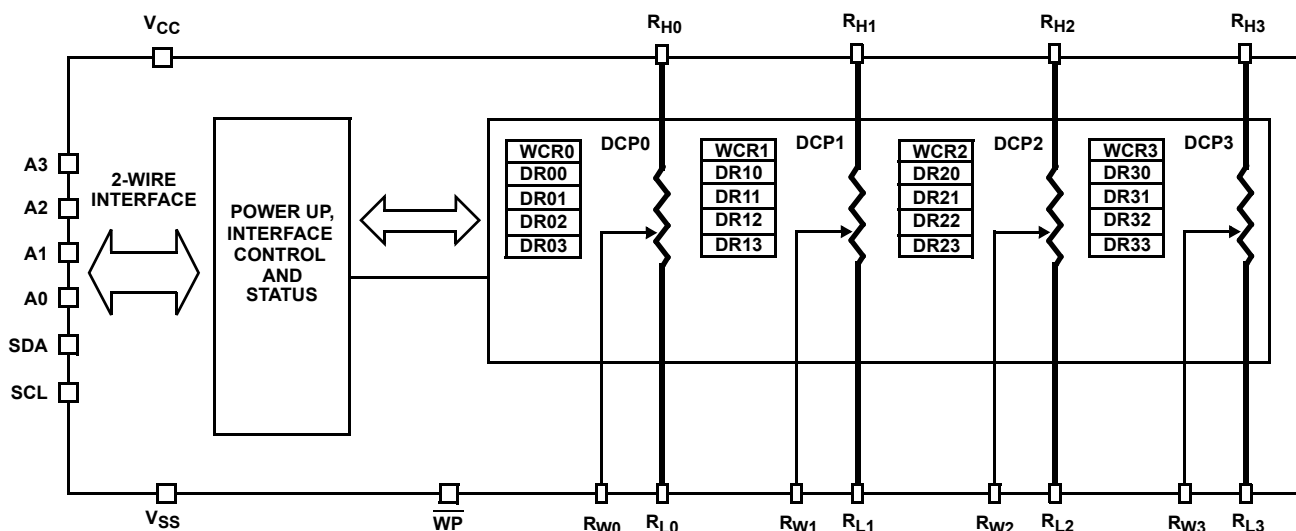 VCC
RH0
RH1
RH2
RH3
A3
A2
A1
A0
SDA
SCL
2-WIRE
INTERFACE
POWER UP,
INTERFACE
CONTROL
AND
STATUS
WCR0
DR00
DR01
DR02
DR03
DCP0
WCR1
DR10
DR11
DR12
DR13
DCP1
WCR2
DR20
DR21
DR22
DR23
DCP2
WCR3
DR30
DR31
DR32
DR33
DCP3
VSS
WP
RW0
RL0
RW1
RL1
RW2
RL2
RW3
RL3